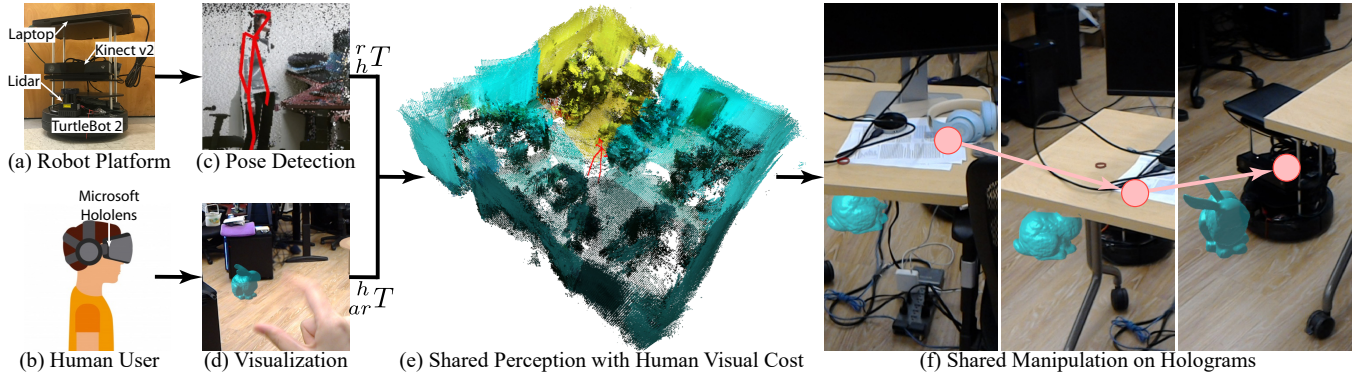 Laptop
Kinect v2
Lidar
TurtleBot 2
(a) Robot Platform
(c) Pose Detection
r
h T
Microsoft
Hololens
(b) Human User
(d) Visualization
h
ar T
(e) Shared Perception with Human Visual Cost
(f) Shared Manipulation on Holograms